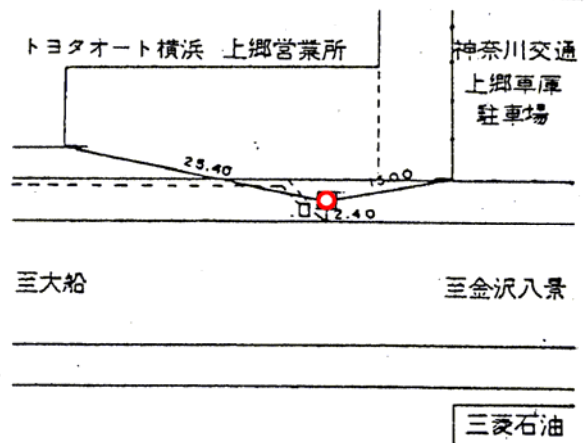 トヨタオート横浜 上郷営業所
神奈川交通
上郷車庫
駐車場
25.40
13.00
2.40
至大船
至金沢八景
三菱石油